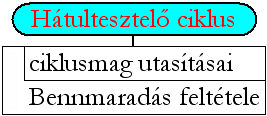 Hátultesztelő ciklus
ciklusmag utasításai
Bennmaradás feltétele